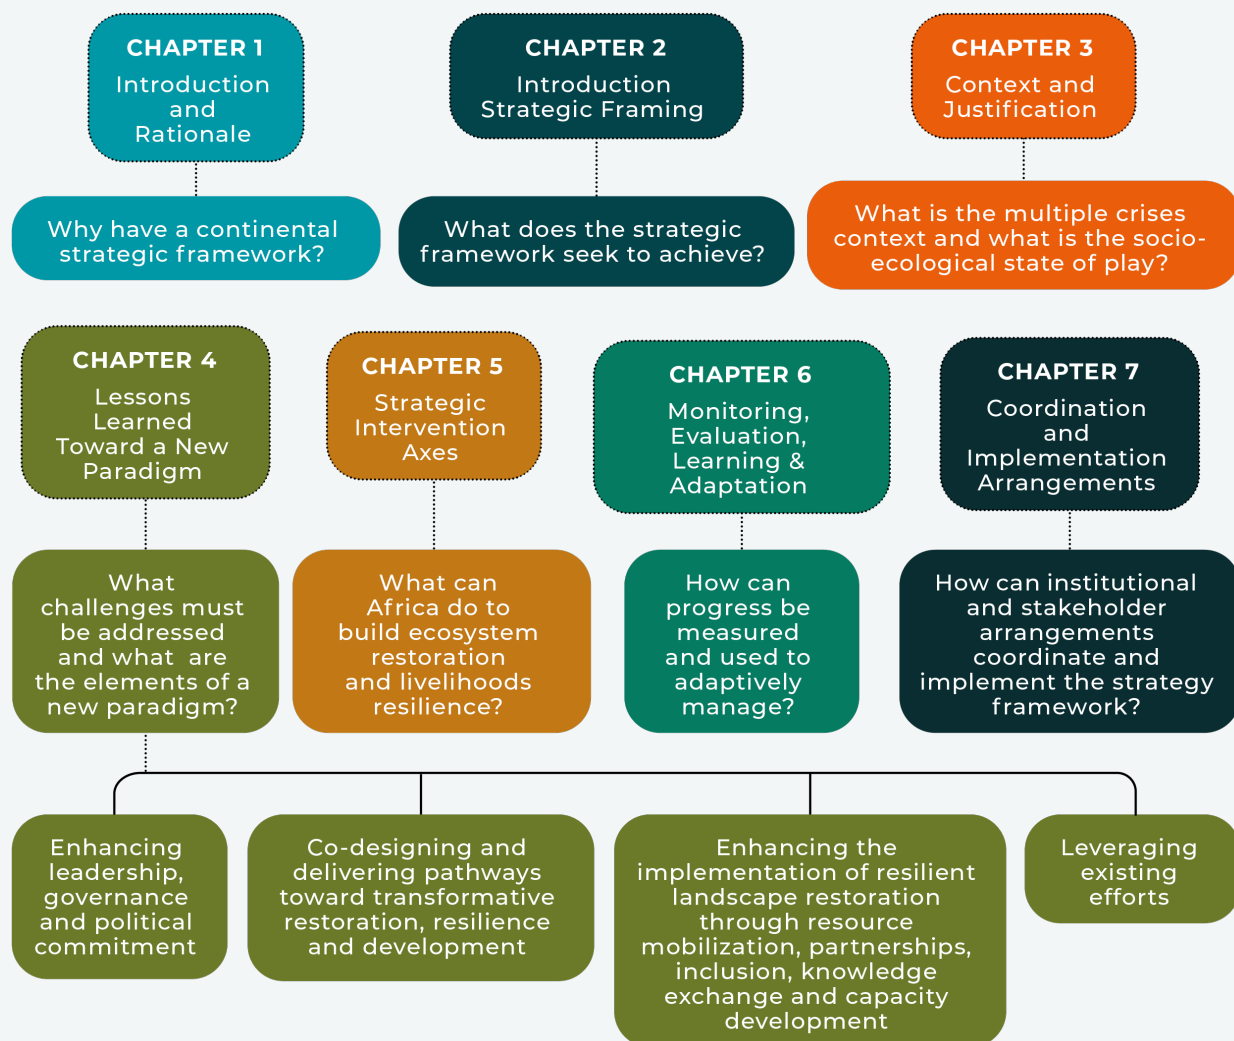 CHAPTER 1
Introduction
and
Rationale
Why have a continental
strategic framework?
CHAPTER 2
Introduction
Strategic Framing
What does the strategic
framework seek to achieve?
CHAPTER 3
Context and
Justification
What is the multiple crises
context and what is the socio-
ecological state of play?
CHAPTER 4
Lessons
Learned
Toward a New
Paradigm
What
challenges must
be addressed
and what are
the elements of a
new paradigm?
CHAPTER 5
Strategic
Intervention
Axes
What can
Africa do to
build ecosystem
restoration
and livelihoods
resilience?
CHAPTER 6
Monitoring,
Evaluation,
Learning &
Adaptation
How can
progress be
measured
and used to
adaptively
manage?
CHAPTER 7
Coordination
and
Implementation
Arrangements
How can institutional
and stakeholder
arrangements
coordinate and
implement the strategy
framework?
Enhancing
leadership,
governance
and political
commitment
Co-designing and
delivering pathways
toward transformative
restoration, resilience
and development
Enhancing the
implementation of resilient
landscape restoration
through resource
mobilization, partnerships,
inclusion, knowledge
exchange and capacity
development
Leveraging
existing
efforts